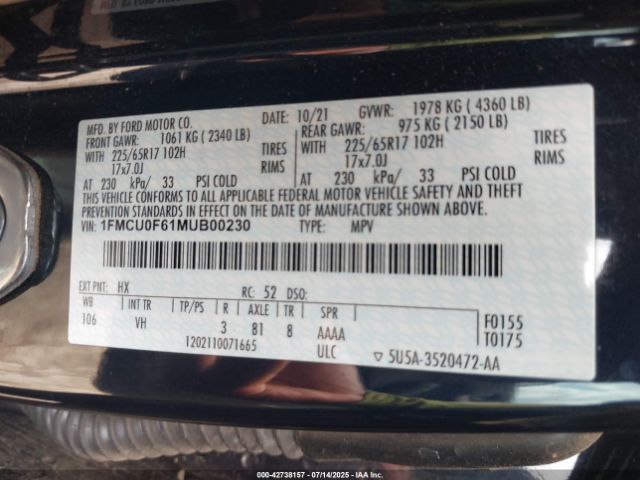 MFD. BY FORD MOTOR CO.
DATE: 10/21 GVWR: 1978 KG ( 4360 LB)
FRONT GAWR: 1061 KG ( 2340 LB) REAR GAWR: 975 KG ( 2150 LB)
WITH 225/65R17 102H TIRES WITH 225/65R17 102H TIRES
17x7.0J RIMS 17x7.0J RIMS
AT 230 kPa/ 33 PSI COLD AT 230 kPa/ 33 PSI COLD
THIS VEHICLE CONFORMS TO ALL APPLICABLE FEDERAL MOTOR VEHICLE SAFETY AND THEFT
PREVENTION STANDARDS IN EFFECT ON THE DATE OF MANUFACTURE SHOWN ABOVE.
VIN: 1FMCU0F61MUB00230 TYPE: MPV
EXT PNT: HX RC: 52 DSO:
WB INT TR TP/PS R AXLE TR SPR
106 VH 3 81 8 AAAA
1202110071665 ULC
F0155
T0175
5U5A-3520472-AA
000-42738157 07/14/2025 IAAI.COM